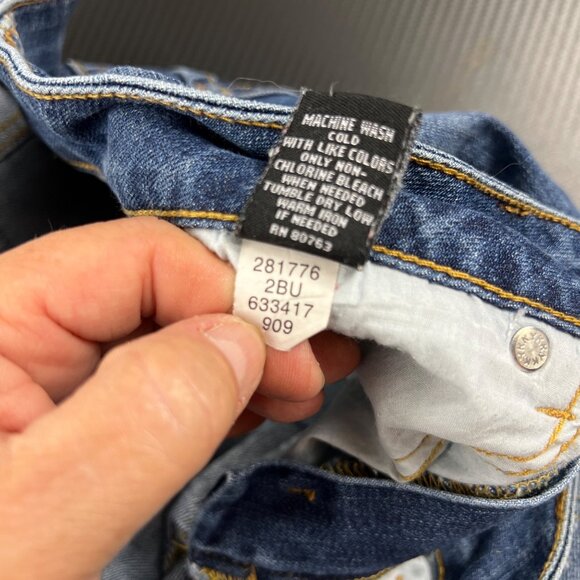 MACHINE WASH
COLD
WITH LIKE COLORS
ONLY NON-
CHLORINE BLEACH
WHEN NEEDED
TUMBLE DRY LOW
WARM IRON
IF NEEDED
RN 80763
281776
2BU
633417
909